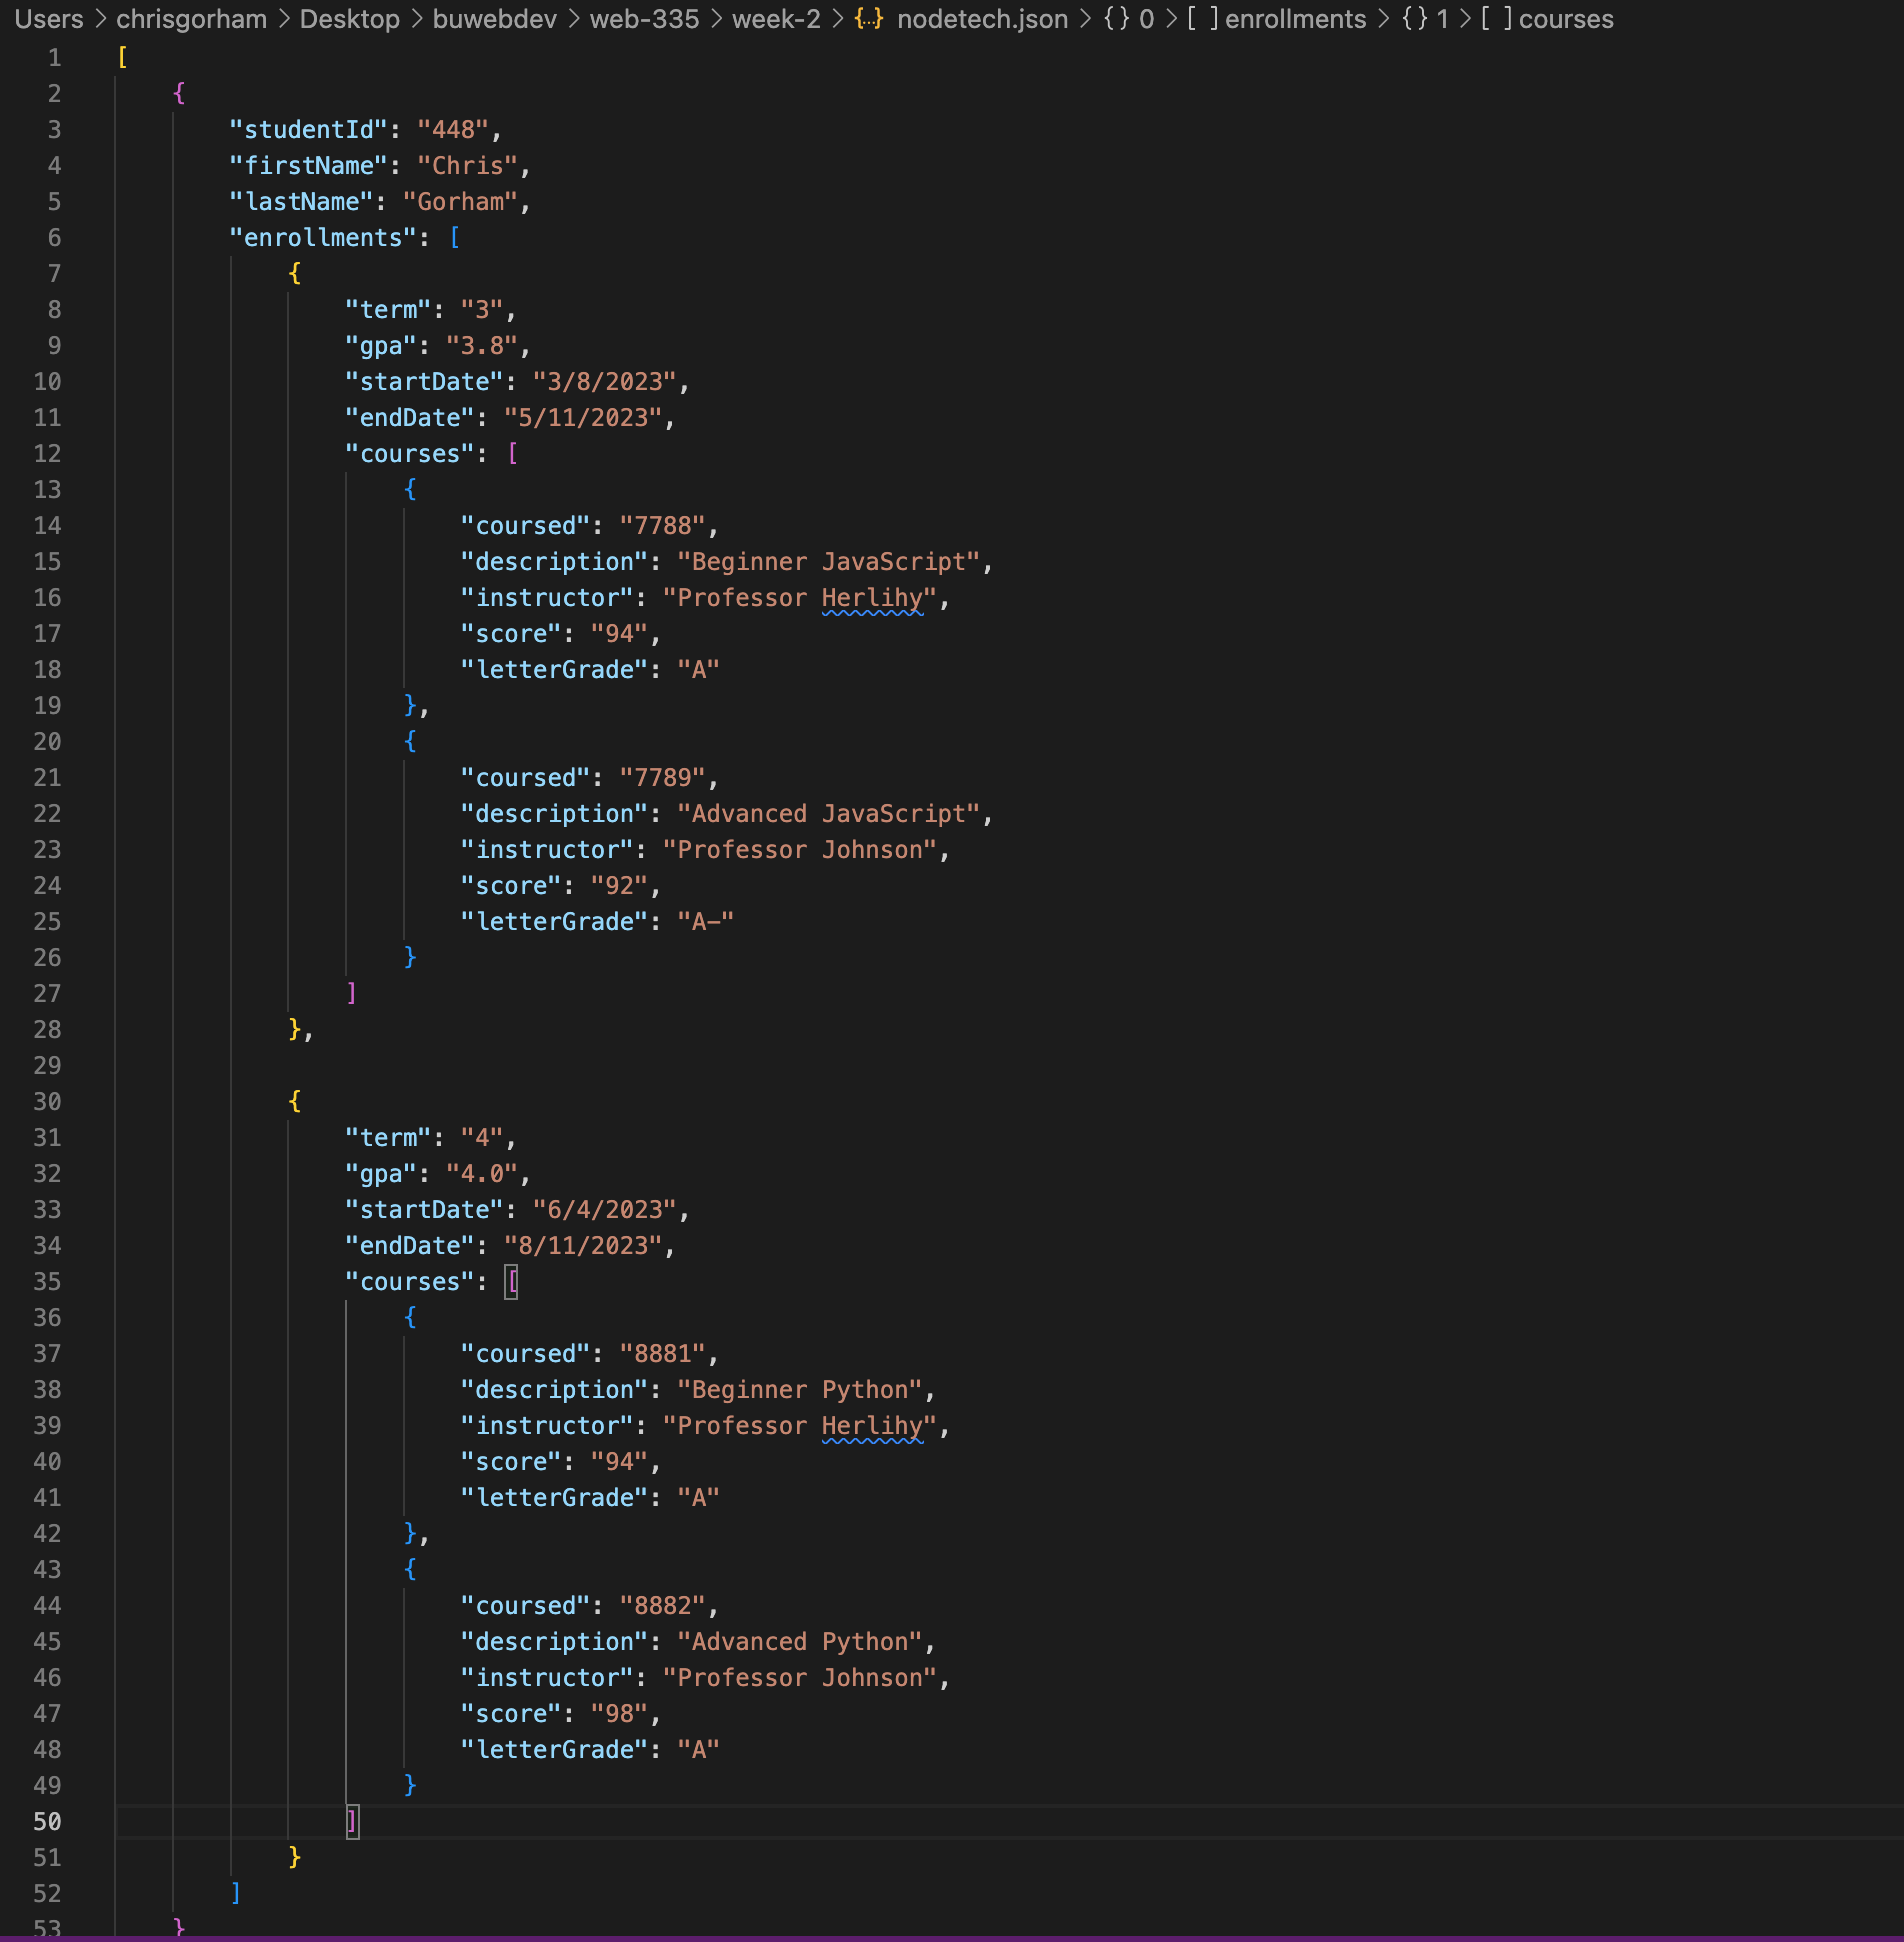 Users > chrisgorham > Desktop > buwebdev > web-335 > week-2 > {..} nodetech.json > {} 0 > [ ] enrollments > {} 1 > [ ] courses
1 [
2 {
3 "studentId": "448",
4 "firstName": "Chris",
5 "lastName": "Gorham",
6 "enrollments": [
7 {
8 "term": "3",
9 "gpa": "3.8",
10 "startDate": "3/8/2023",
11 "endDate": "5/11/2023",
12 "courses": [
13 {
14 "coursed": "7788",
15 "description": "Beginner JavaScript",
16 "instructor": "Professor Herlihy",
17 "score": "94",
18 "letterGrade": "A"
19 },
20 {
21 "coursed": "7789",
22 "description": "Advanced JavaScript",
23 "instructor": "Professor Johnson",
24 "score": "92",
25 "letterGrade": "A-"
26 }
27 ]
28 },
29
30 {
31 "term": "4",
32 "gpa": "4.0",
33 "startDate": "6/4/2023",
34 "endDate": "8/11/2023",
35 "courses": [
36 {
37 "coursed": "8881",
38 "description": "Beginner Python",
39 "instructor": "Professor Herlihy",
40 "score": "94",
41 "letterGrade": "A"
42 },
43 {
44 "coursed": "8882",
45 "description": "Advanced Python",
46 "instructor": "Professor Johnson",
47 "score": "98",
48 "letterGrade": "A"
49 }
50 ]
51 }
52 ]
53 }